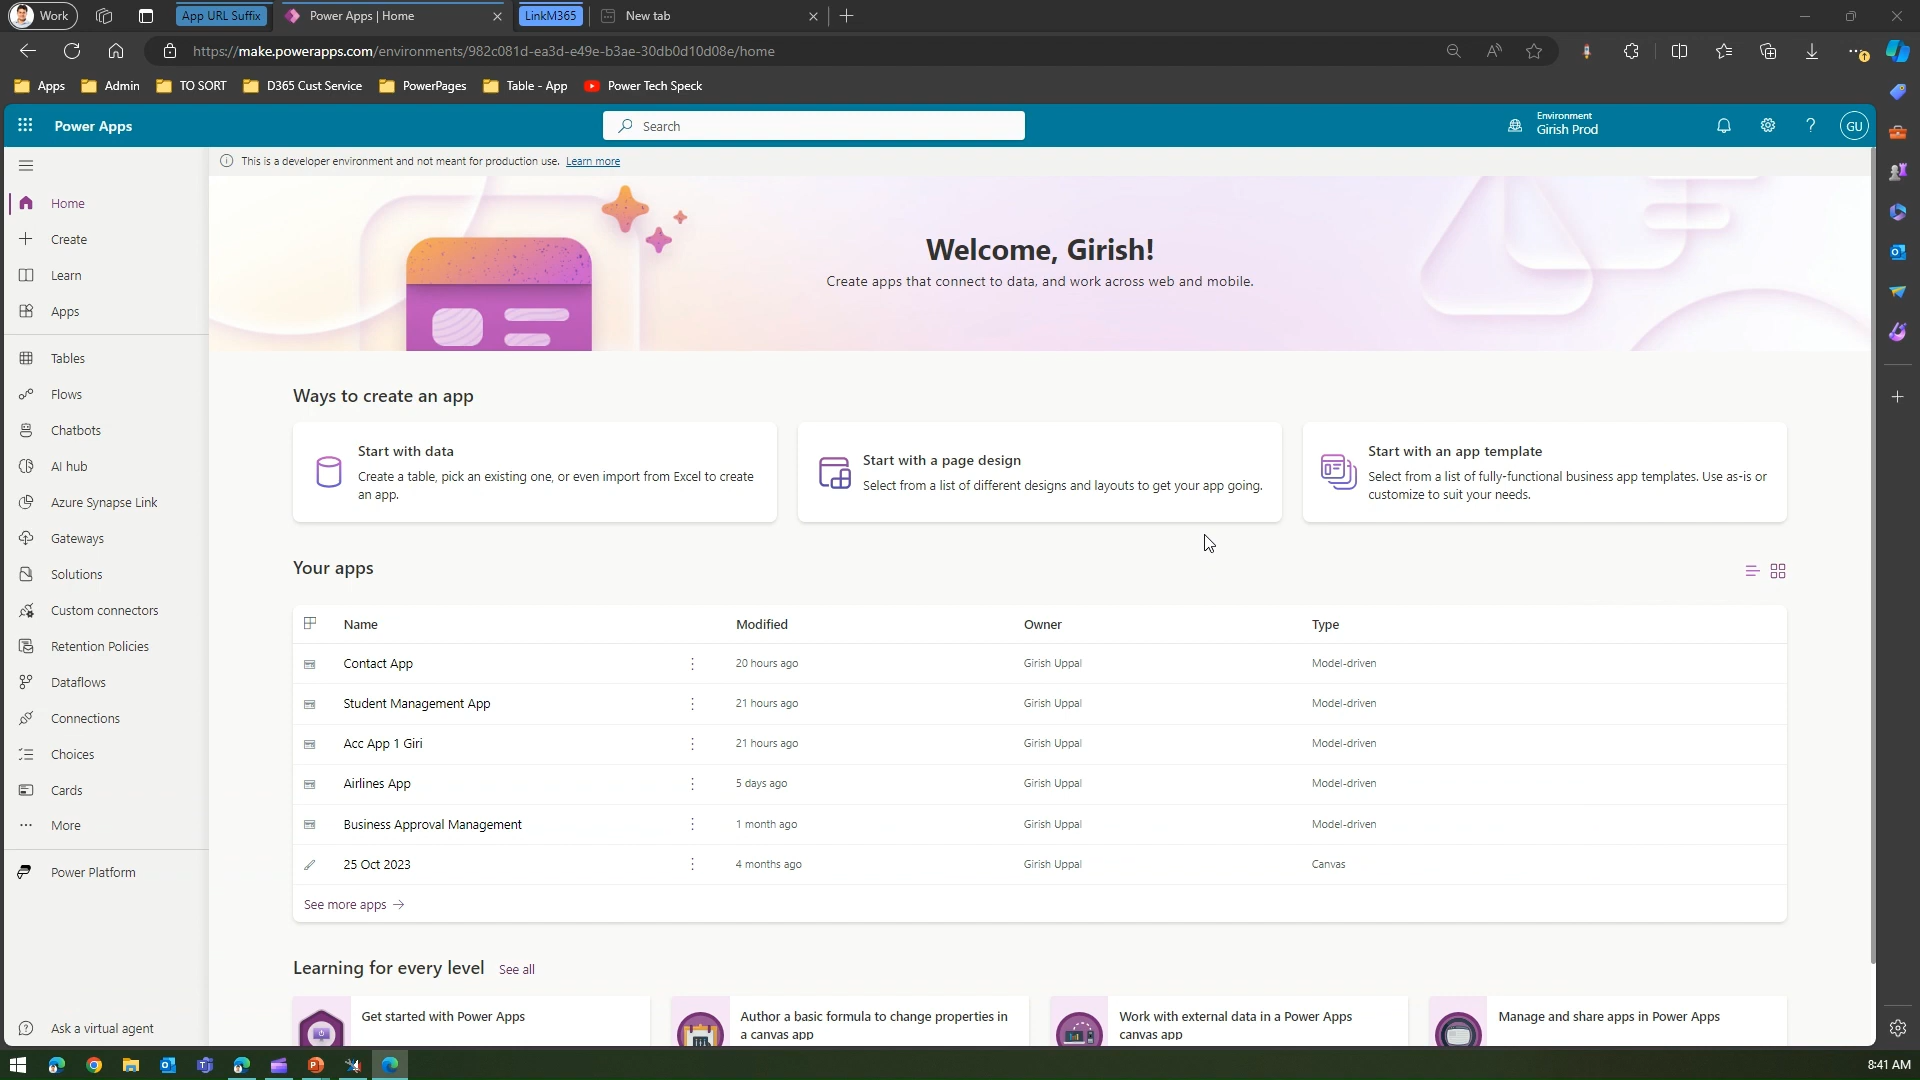 Work
App URL Suffix
Power Apps | Home
LinkM365
New tab
https://make.powerapps.com/environments/982c081d-ea3d-e49e-b3ae-30db0d10d08e/home
Apps
Admin
TO SORT
D365 Cust Service
PowerPages
Table - App
Power Tech Speck
Power Apps
Search
Environment
Girish Prod
GU
This is a developer environment and not meant for production use. Learn more
Home
Create
Learn
Apps
Tables
Flows
Chatbots
AI hub
Azure Synapse Link
Gateways
Solutions
Custom connectors
Retention Policies
Dataflows
Connections
Choices
Cards
More
Power Platform
Ask a virtual agent
Welcome, Girish!
Create apps that connect to data, and work across web and mobile.
Ways to create an app
Start with data
Create a table, pick an existing one, or even import from Excel to create
an app.
Start with a page design
Select from a list of different designs and layouts to get your app going.
Start with an app template
Select from a list of fully-functional business app templates. Use as-is or
customize to suit your needs.
Your apps
Name Modified Owner Type
Contact App 20 hours ago Girish Uppal Model-driven
Student Management App 21 hours ago Girish Uppal Model-driven
Acc App 1 Giri 21 hours ago Girish Uppal Model-driven
Airlines App 5 days ago Girish Uppal Model-driven
Business Approval Management 1 month ago Girish Uppal Model-driven
25 Oct 2023 4 months ago Girish Uppal Canvas
See more apps →
Learning for every level See all
Get started with Power Apps
Author a basic formula to change properties in
a canvas app
Work with external data in a Power Apps
canvas app
Manage and share apps in Power Apps
8:41 AM